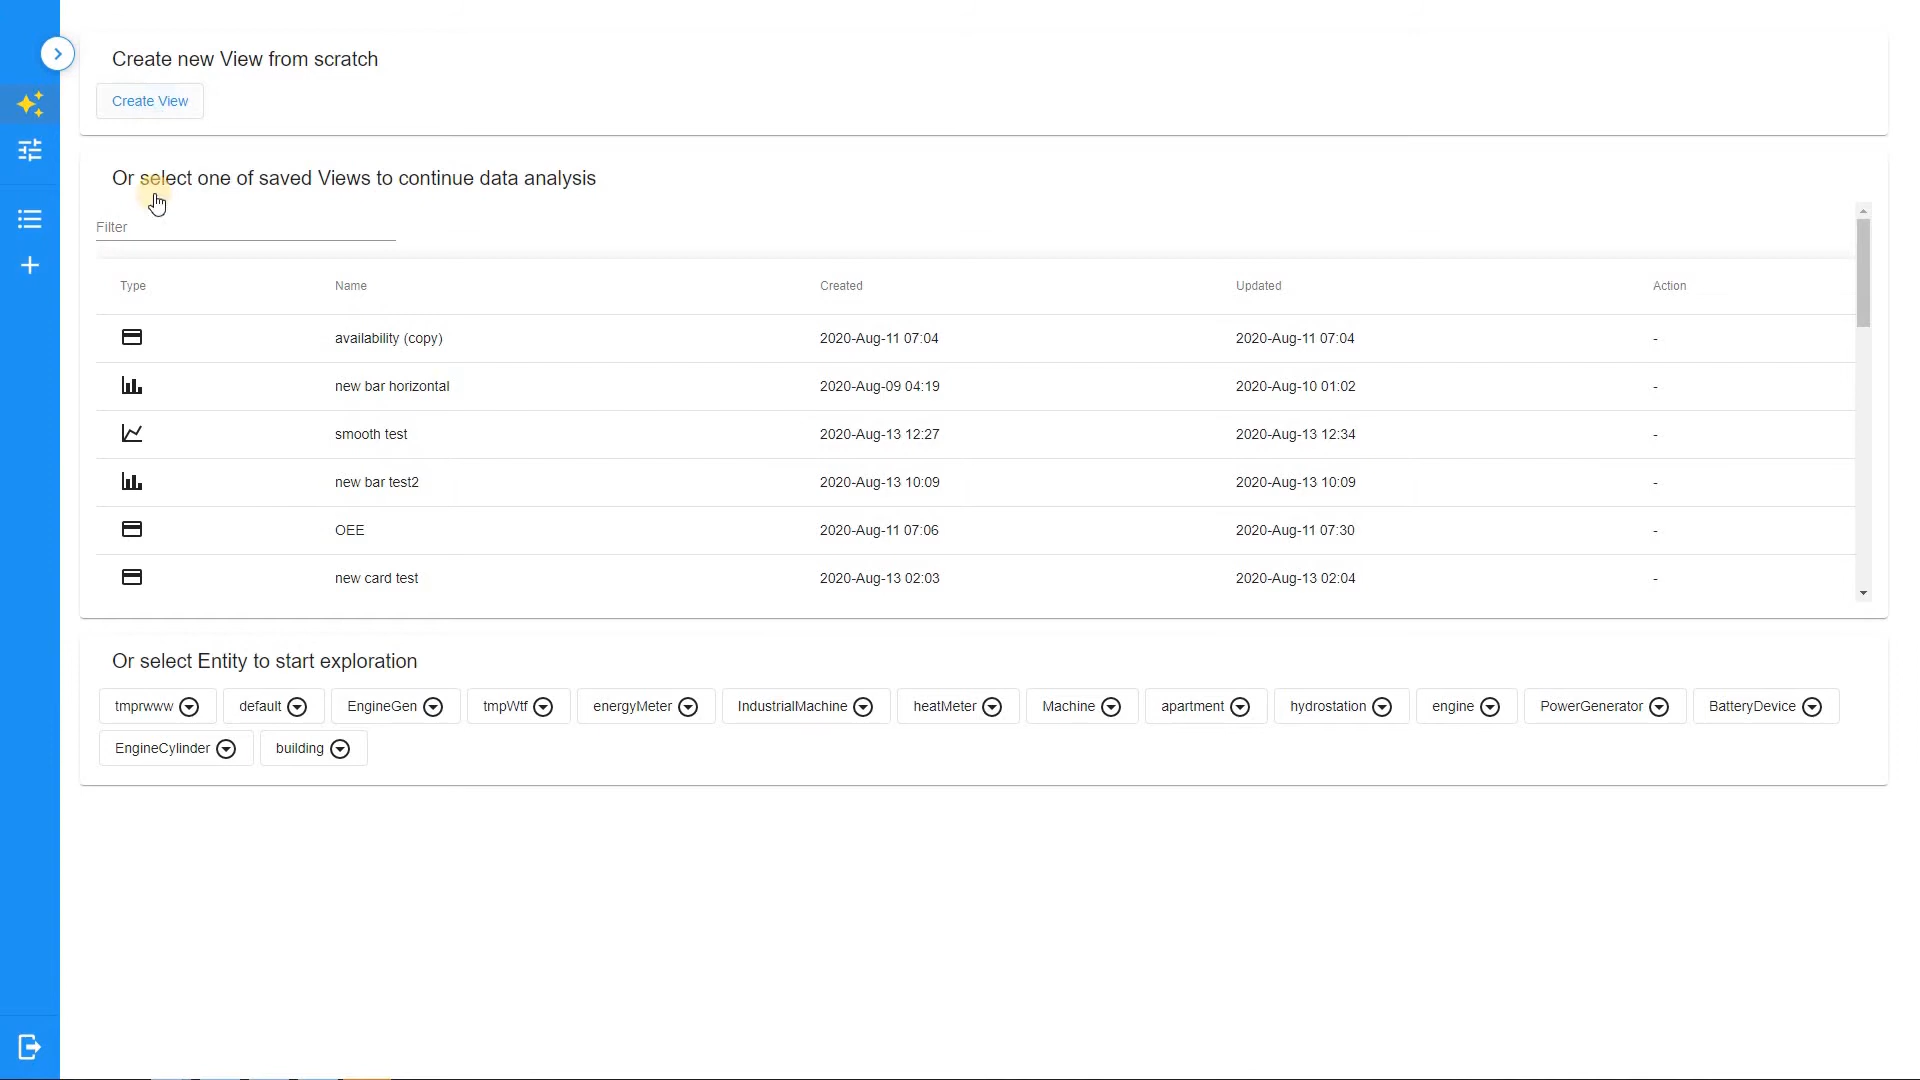 Create new View from scratch
Create View
Or select one of saved Views to continue data analysis
Filter
Type Name Created Updated Action
availability (copy) 2020-Aug-11 07:04 2020-Aug-11 07:04 -
new bar horizontal 2020-Aug-09 04:19 2020-Aug-10 01:02 -
smooth test 2020-Aug-13 12:27 2020-Aug-13 12:34 -
new bar test2 2020-Aug-13 10:09 2020-Aug-13 10:09 -
OEE 2020-Aug-11 07:06 2020-Aug-11 07:30 -
new card test 2020-Aug-13 02:03 2020-Aug-13 02:04 -
Or select Entity to start exploration
tmprwww default EngineGen tmpWtf energyMeter IndustrialMachine heatMeter Machine apartment hydrostation engine PowerGenerator BatteryDevice
EngineCylinder building